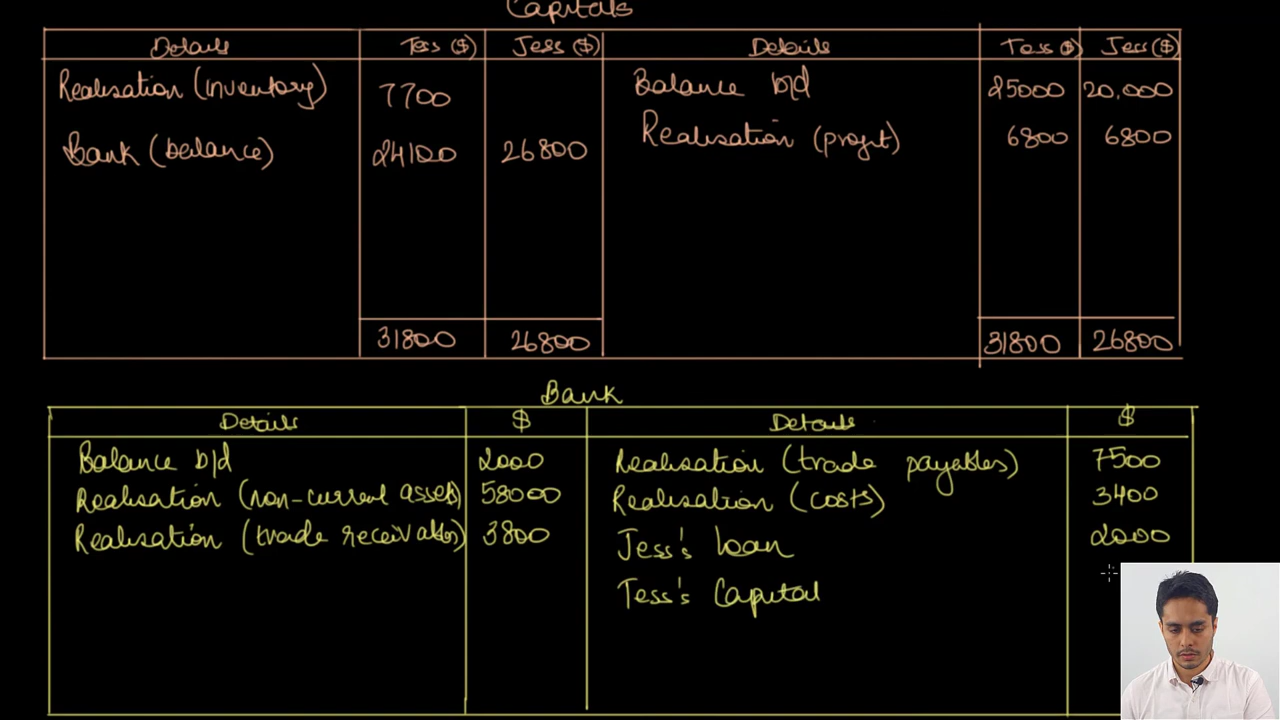 Capitals
Details Tess ($) Jess ($) Details Tess ($) Jess ($)
Realisation (inventory) 7700 Balance b/d 25000 20,000
Bank (balance) 24100 26800 Realisation (profit) 6800 6800
31800 26800 31800 26800
Bank
Details $ Details $
Balance b/d 2000 Realisation (trade payables) 7500
Realisation (non-current assets) 58000 Realisation (costs) 3400
Realisation (trade receivables) 3800 Jess's loan 2000
Tess's Capital